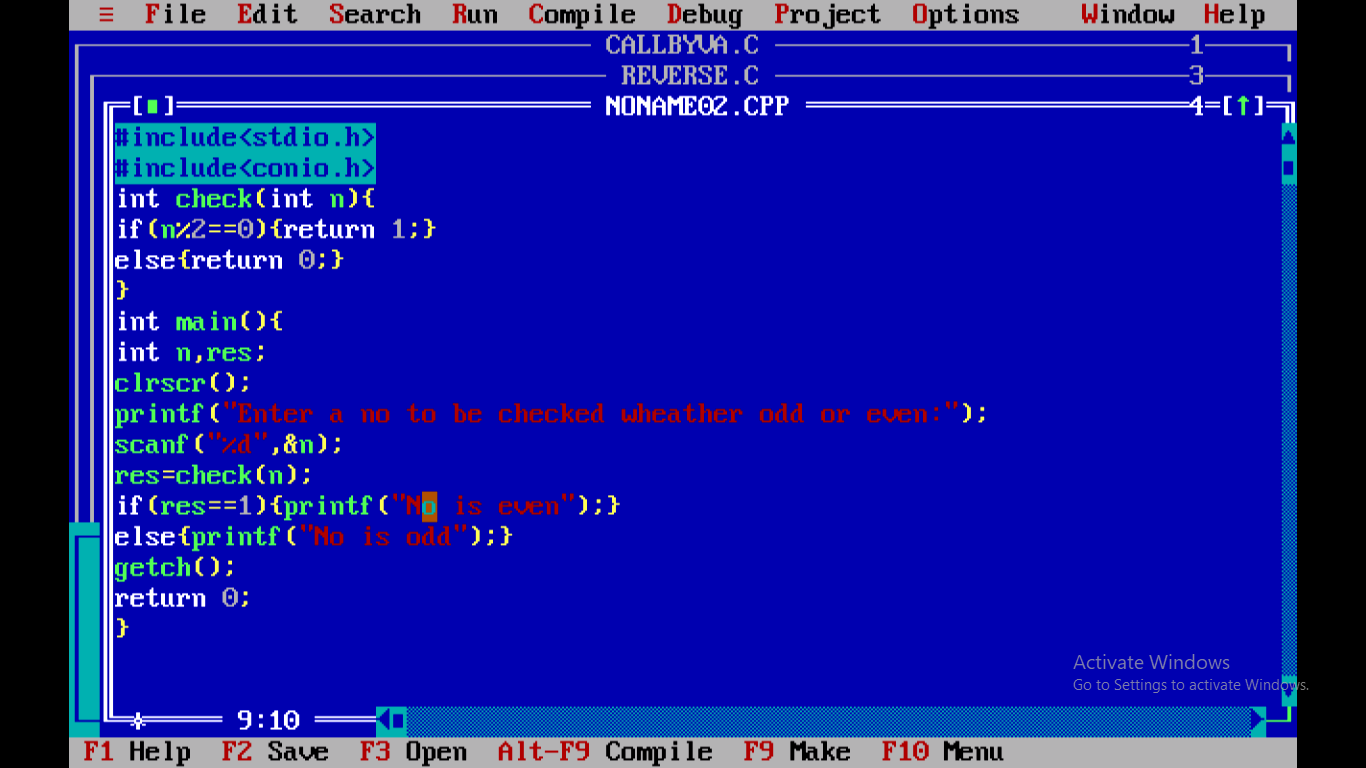 ≡ File Edit Search Run Compile Debug Project Options Window Help
CALLBYVA.C 1
REVERSE.C 3
[■] NONAME02.CPP 4=[↑]
#include<stdio.h>
#include<conio.h>
int check(int n){
if(n%2==0){return 1;}
else{return 0;}
}
int main(){
int n,res;
clrscr();
printf("Enter a no to be checked wheather odd or even:");
scanf("%d",&n);
res=check(n);
if(res==1){printf("No is even");}
else{printf("No is odd");}
getch();
return 0;
}
Activate Windows
Go to Settings to activate Windows.
9:10
F1 Help F2 Save F3 Open Alt-F9 Compile F9 Make F10 Menu